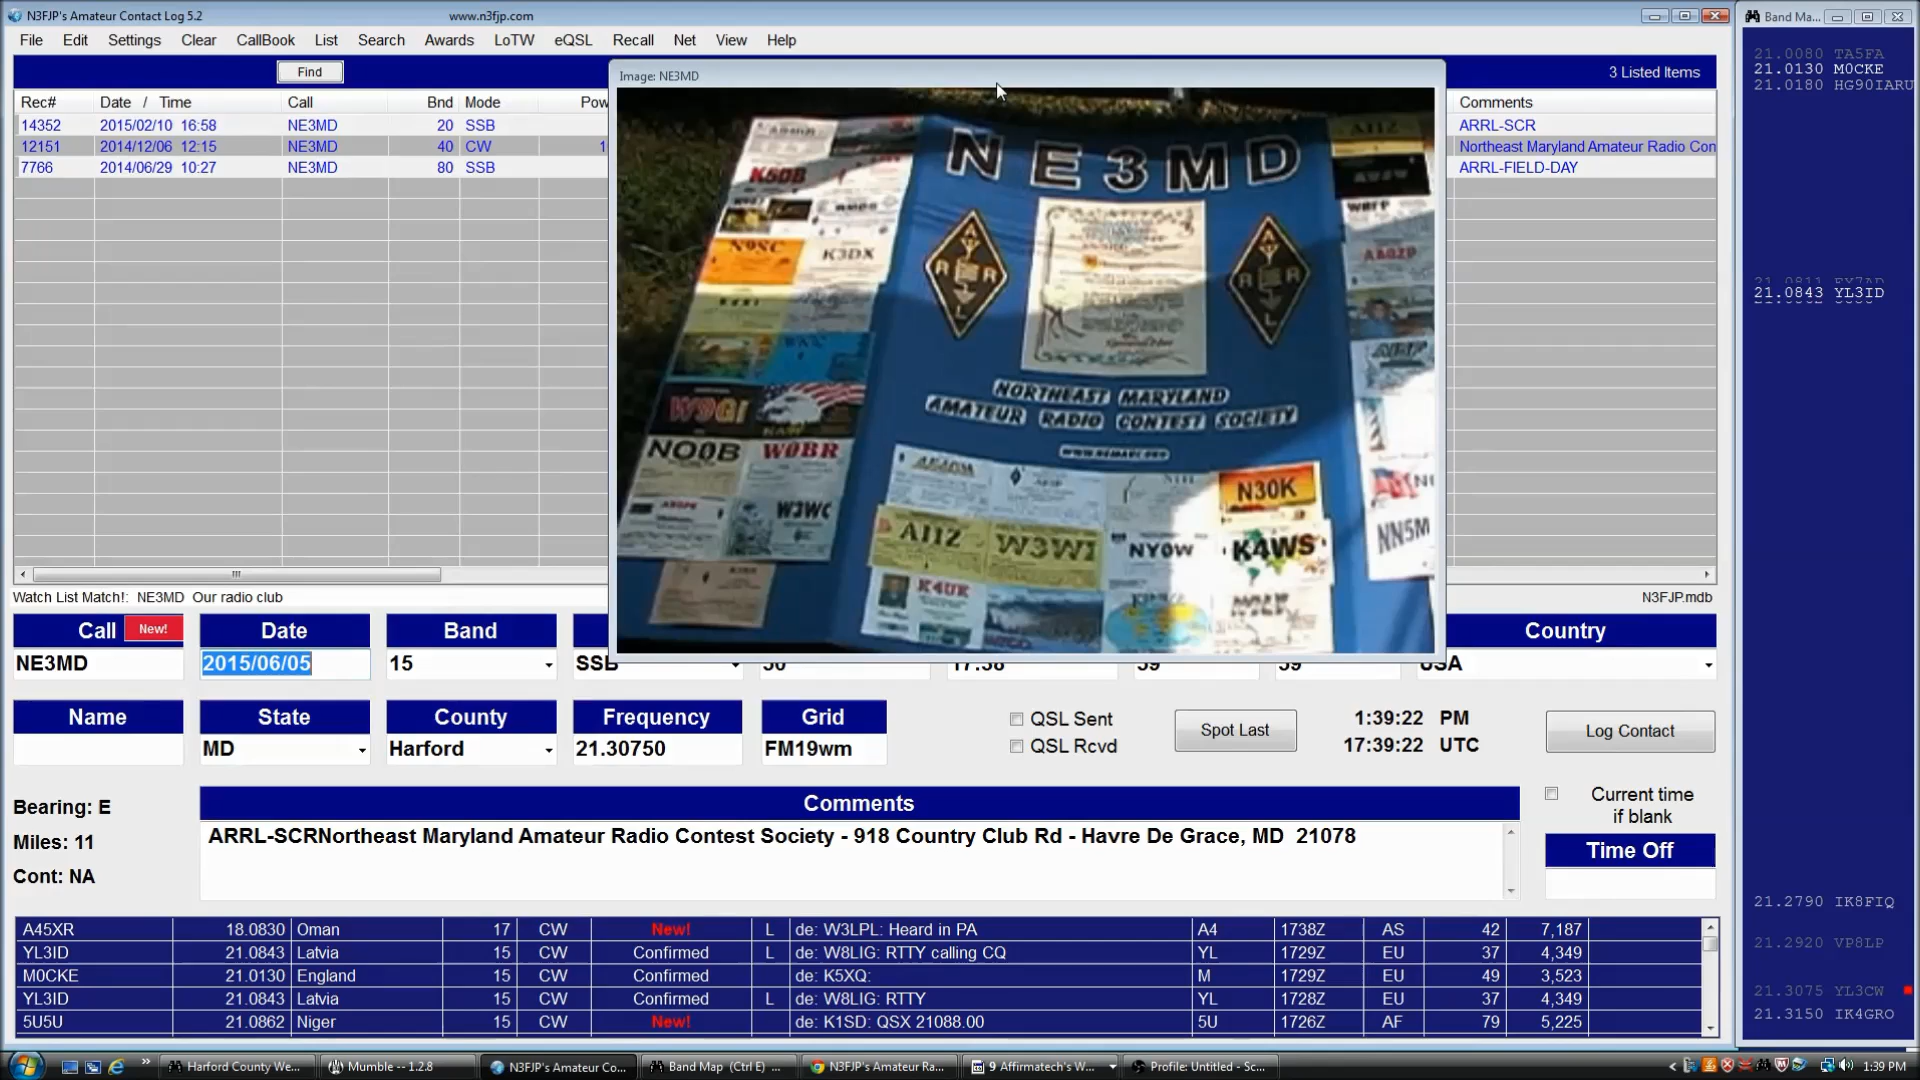 N3FJP's Amateur Contact Log 5.2
www.n3fjp.com
Band Ma...
File Edit Settings Clear CallBook List Search Awards LoTW eQSL Recall Net View Help
Find
3 Listed Items
Rec# Date / Time Call Bnd Mode Pow Comments
14352 2015/02/10 16:58 NE3MD 20 SSB ARRL-SCR
12151 2014/12/06 12:15 NE3MD 40 CW 1 Northeast Maryland Amateur Radio Con
7766 2014/06/29 10:27 NE3MD 80 SSB ARRL-FIELD-DAY
Image: NE3MD
NE3MD
K5DB
N9SC
K3DX
NORTHEAST MARYLAND
AMATEUR RADIO CONTEST SOCIETY
W0GI
NO0B W0BR
W3WC
N3OK
AI1Z W3WI NY0W K4WS
K4UK
NN5M
21.0080 TA5FA
21.0130 M0CKE
21.0180 HG90IARU
21.0843 YL3ID
21.2790 IK8FIQ
21.2920 VP8LP
21.3075 YL3CW
21.3150 IK4GRO
Watch List Match!: NE3MD Our radio club
N3FJP.mdb
Call New! Date Band Country
NE3MD 2015/06/05 15 SSB 50 17:38 59 59 USA
Name State County Frequency Grid
MD Harford 21.30750 FM19wm
QSL Sent
QSL Rcvd
Spot Last
1:39:22 PM
17:39:22 UTC
Log Contact
Bearing: E
Miles: 11
Cont: NA
Comments
ARRL-SCRNortheast Maryland Amateur Radio Contest Society - 918 Country Club Rd - Havre De Grace, MD 21078
Current time
if blank
Time Off
A45XR 18.0830 Oman 17 CW New! L de: W3LPL: Heard in PA A4 1738Z AS 42 7,187
YL3ID 21.0843 Latvia 15 CW Confirmed L de: W8LIG: RTTY calling CQ YL 1729Z EU 37 4,349
M0CKE 21.0130 England 15 CW Confirmed de: K5XQ: M 1729Z EU 49 3,523
YL3ID 21.0843 Latvia 15 CW Confirmed L de: W8LIG: RTTY YL 1728Z EU 37 4,349
5U5U 21.0862 Niger 15 CW New! de: K1SD: QSX 21088.00 5U 1726Z AF 79 5,225
Harford County We...
Mumble -- 1.2.8
N3FJP's Amateur Co...
Band Map (Ctrl E) ...
N3FJP's Amateur Ra...
9 Affirmatech's W...
Profile: Untitled - Sc...
1:39 PM